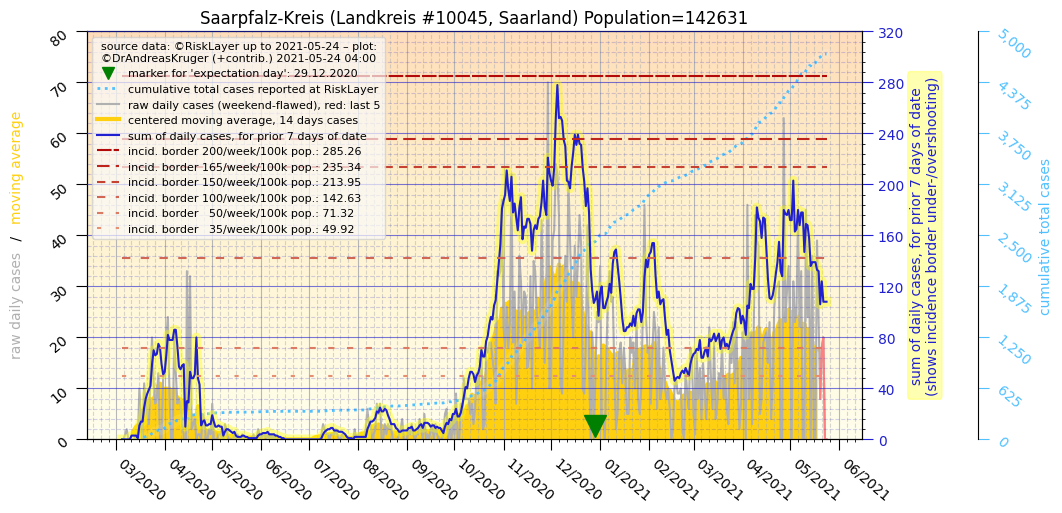 Saarpfalz-Kreis (Landkreis #10045, Saarland) Population=142631
source data: ©RiskLayer up to 2021-05-24 – plot:
©DrAndreasKruger (+contrib.) 2021-05-24 04:00
marker for 'expectation day': 29.12.2020
cumulative total cases reported at RiskLayer
raw daily cases (weekend-flawed), red: last 5
centered moving average, 14 days cases
sum of daily cases, for prior 7 days of date
incid. border 200/week/100k pop.: 285.26
incid. border 165/week/100k pop.: 235.34
incid. border 150/week/100k pop.: 213.95
incid. border 100/week/100k pop.: 142.63
incid. border   50/week/100k pop.: 71.32
incid. border   35/week/100k pop.: 49.92
raw daily cases / moving average
80
70
60
50
40
30
20
10
0
03/2020
04/2020
05/2020
06/2020
07/2020
08/2020
09/2020
10/2020
11/2020
12/2020
01/2021
02/2021
03/2021
04/2021
05/2021
06/2021
320
280
240
200
160
120
80
40
0
sum of daily cases, for prior 7 days of date
(shows incidence border under-/overshooting)
5,000
4,375
3,750
3,125
2,500
1,875
1,250
625
0
cumulative total cases